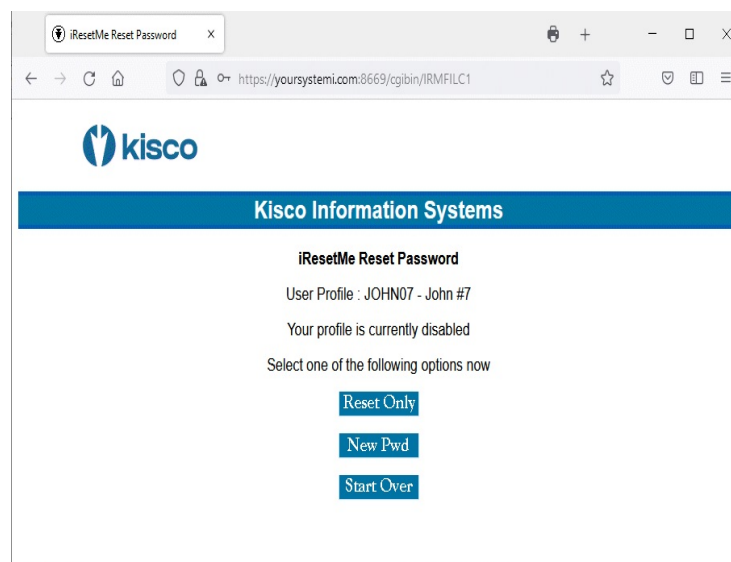 iResetMe Reset Password
https://yoursystemi.com:8669/cgibin/IRMFILC1
kisco
Kisco Information Systems
iResetMe Reset Password
User Profile : JOHN07 - John #7
Your profile is currently disabled
Select one of the following options now
Reset Only
New Pwd
Start Over